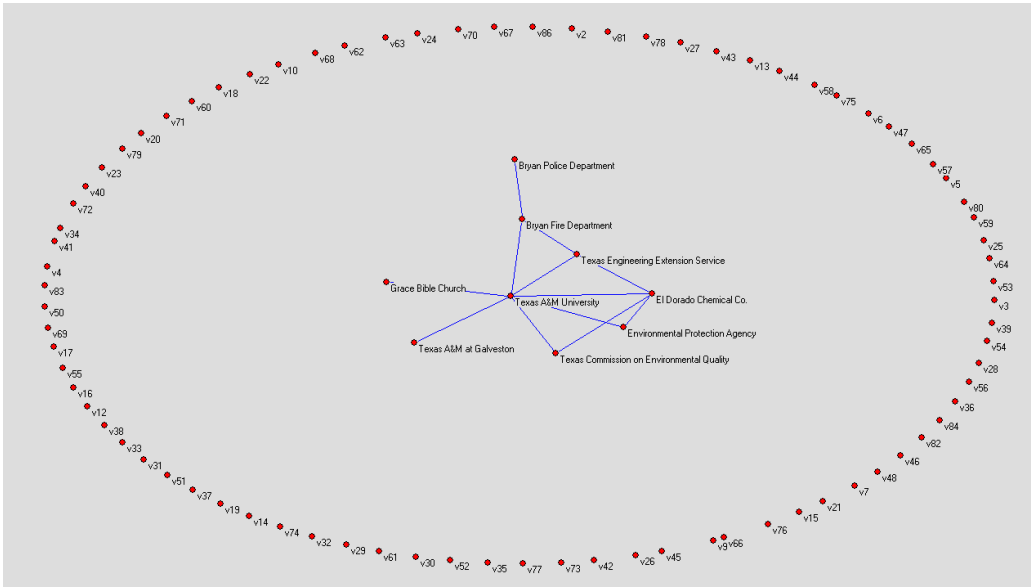 v70
v67
v86
v2
v81
v24
v63
v78
v27
v62
v43
v68
v13
v10
v44
v22
v58
v18
v75
v60
v6
v71
v47
v20
v65
v79
Bryan Police Department
v57
v23
v5
v40
v80
v72
v59
Bryan Fire Department
v34
v41
v25
Texas Engineering Extension Service
v64
v4
v53
Grace Bible Church
v83
Texas A&M University
El Dorado Chemical Co.
v3
v50
v39
v69
Environmental Protection Agency
v54
Texas A&M at Galveston
v17
Texas Commission on Environmental Quality
v28
v55
v56
v16
v36
v12
v84
v38
v82
v33
v46
v31
v48
v51
v7
v37
v21
v19
v15
v14
v76
v74
v32
v66
v9
v29
v61
v45
v26
v30
v52
v42
v35
v77
v73